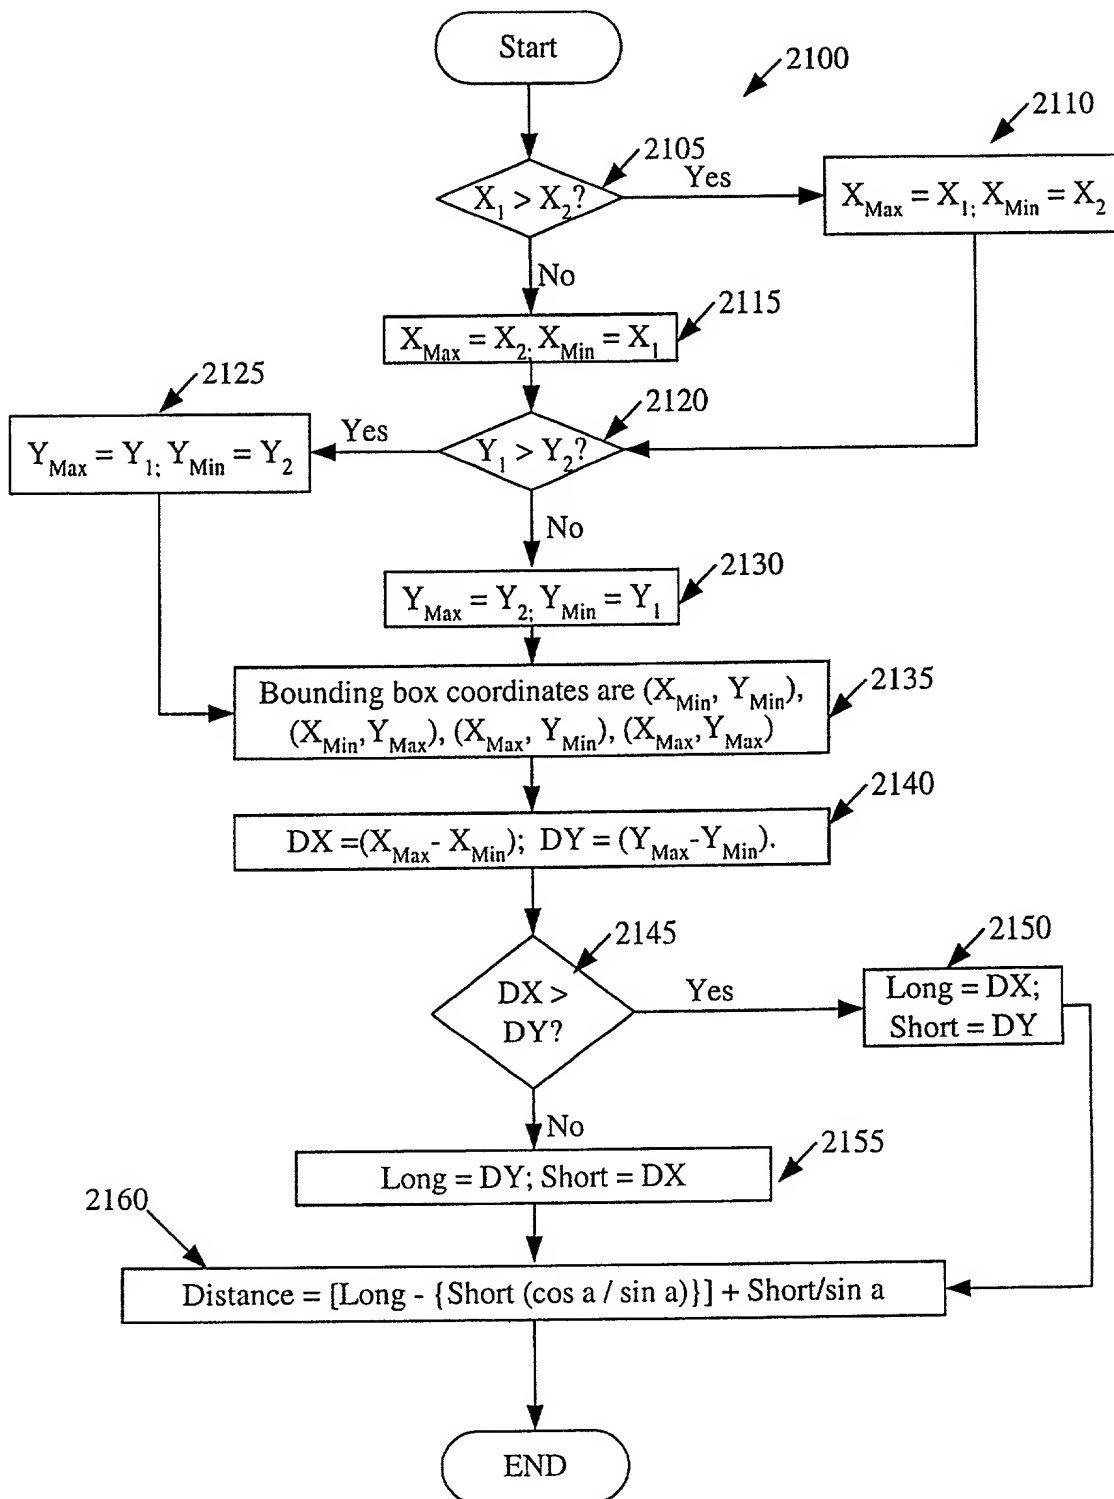 Start
2100
2110
2105
X1 > X2?
Yes
XMax = X1; XMin = X2
No
2115
XMax = X2; XMin = X1
2125
2120
Yes
YMax = Y1; YMin = Y2
Y1 > Y2?
No
2130
YMax = Y2; YMin = Y1
2135
Bounding box coordinates are (XMin, YMin),
(XMin,YMax), (XMax, YMin), (XMax,YMax)
2140
DX =(XMax- XMin); DY = (YMax-YMin).
2145
2150
DX >
DY?
Yes
Long = DX;
Short = DY
No
2155
Long = DY; Short = DX
2160
Distance = [Long - {Short (cos a / sin a)}] + Short/sin a
END